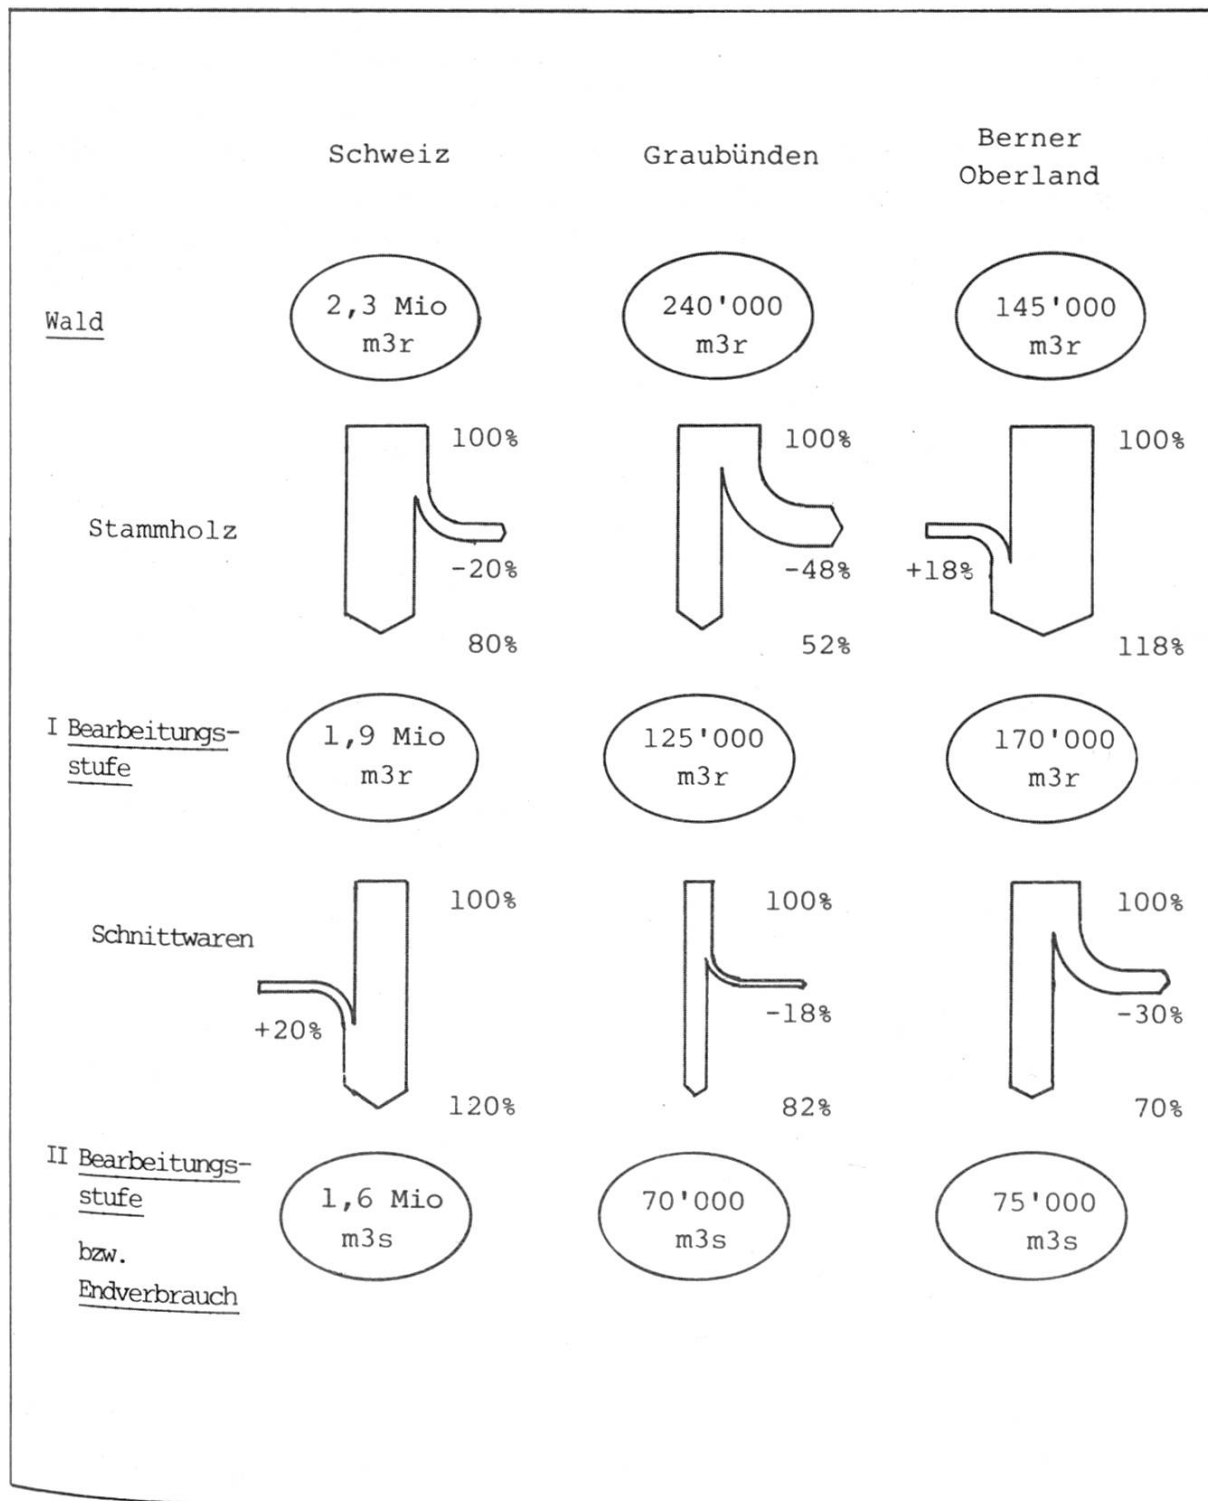 Schweiz
Graubünden
Berner
Oberland
Wald
2,3 Mio
m3r
240'000
m3r
145'000
m3r
Stammholz
100%
-20%
80%
100%
-48%
52%
100%
+18%
118%
I Bearbeitungs-
stufe
1,9 Mio
m3r
125'000
m3r
170'000
m3r
Schnittwaren
100%
+20%
120%
100%
-18%
82%
100%
-30%
70%
II Bearbeitungs-
stufe
bzw.
Endverbrauch
1,6 Mio
m3s
70'000
m3s
75'000
m3s